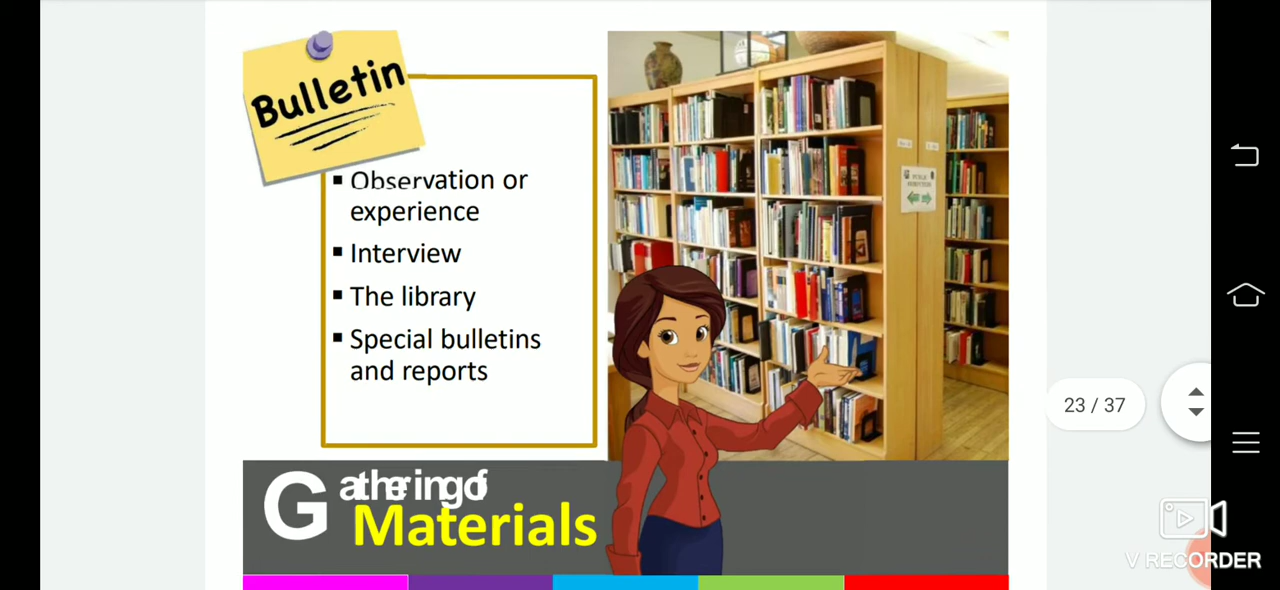 Bulletin
▪ Observation or
experience
▪ Interview
▪ The library
▪ Special bulletins
and reports
Gathering of
Materials
23 / 37
V RECORDER